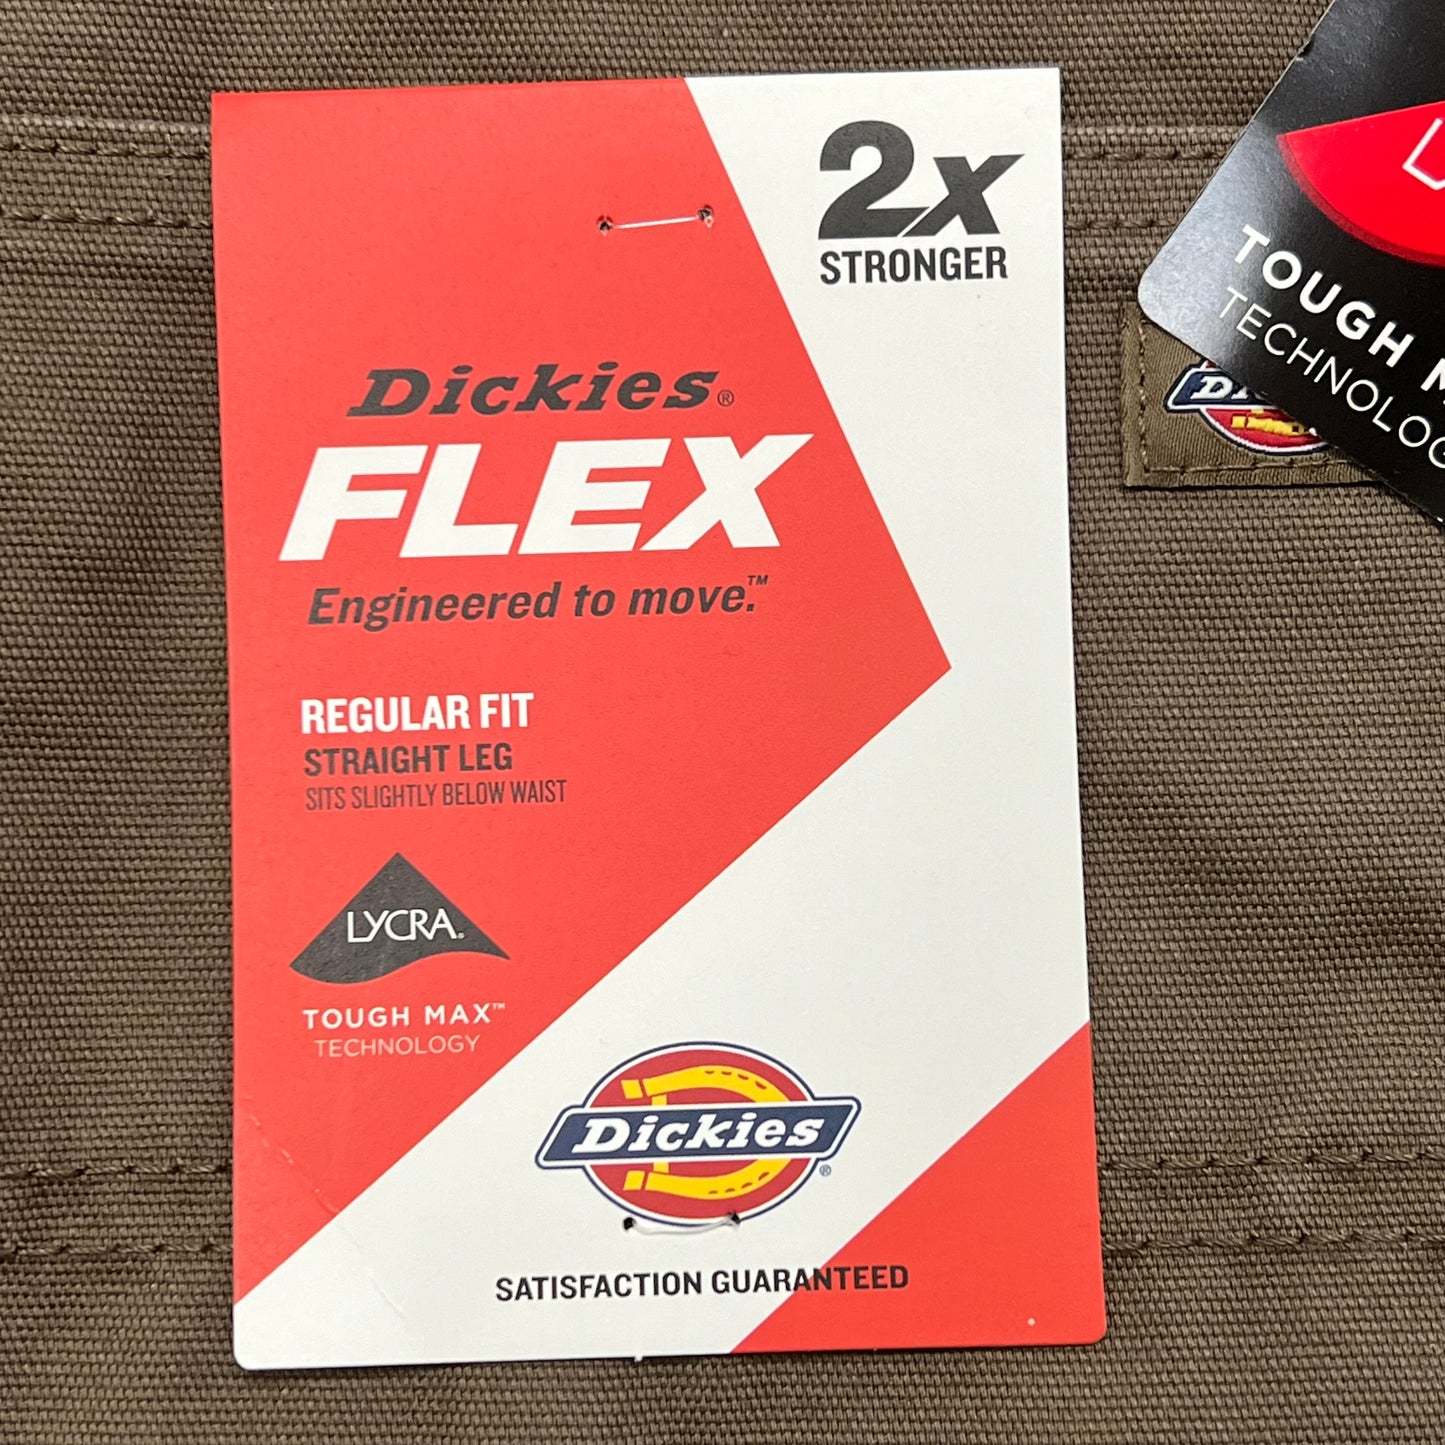 2X
STRONGER
Dickies®
FLEX
Engineered to move.™
REGULAR FIT
STRAIGHT LEG
SITS SLIGHTLY BELOW WAIST
LYCRA®
TOUGH MAX™
TECHNOLOGY
Dickies®
SATISFACTION GUARANTEED
TOUGH